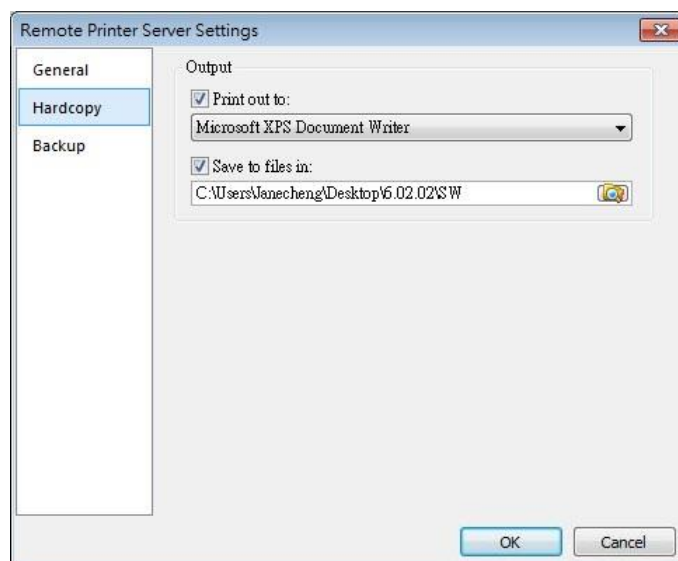 Remote Printer Server Settings
General
Hardcopy
Backup
Output
Print out to:
Microsoft XPS Document Writer
Save to files in:
C:\Users\Janecheng\Desktop\6.02.02\SW
OK
Cancel